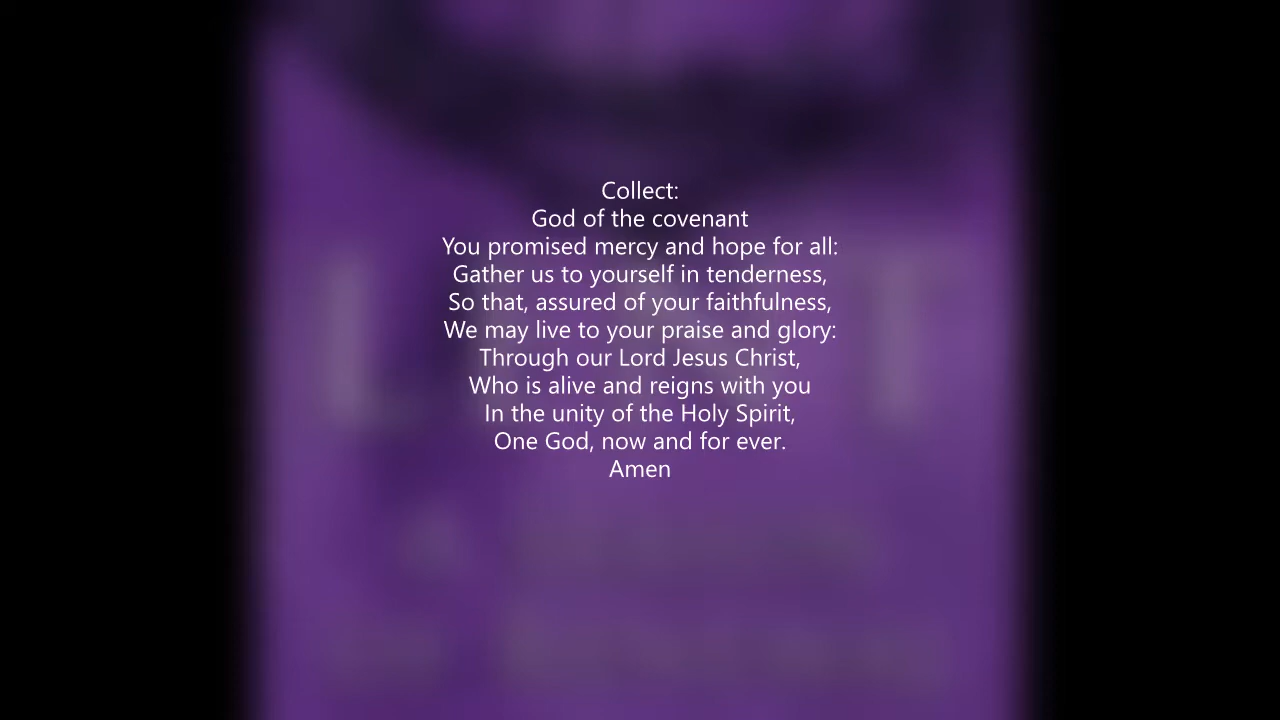 Collect:
God of the covenant
You promised mercy and hope for all:
Gather us to yourself in tenderness,
So that, assured of your faithfulness,
We may live to your praise and glory:
Through our Lord Jesus Christ,
Who is alive and reigns with you
In the unity of the Holy Spirit,
One God, now and for ever.
Amen